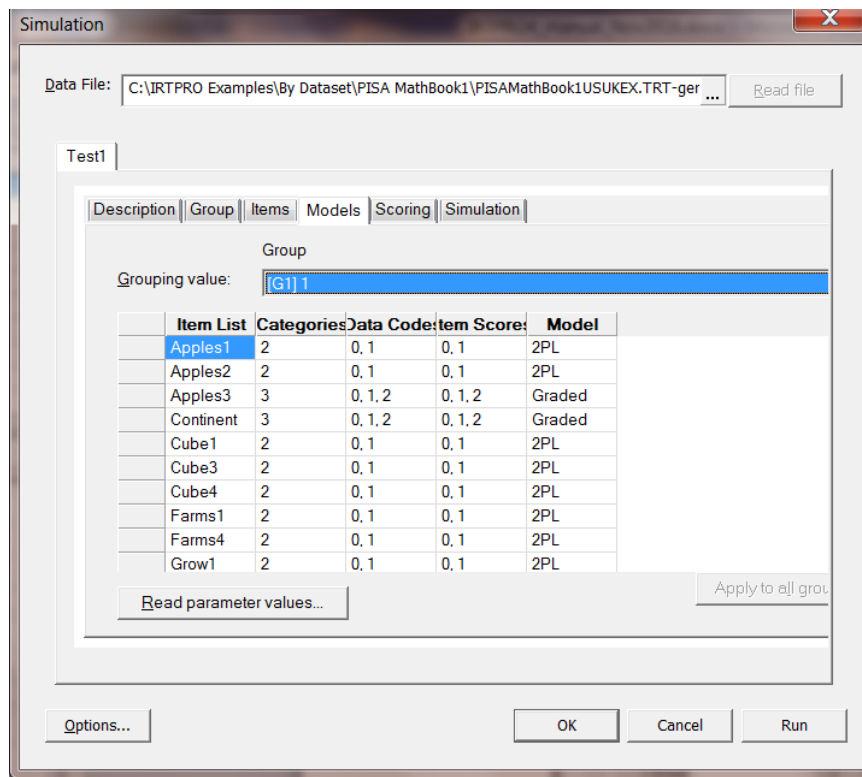 Simulation
Data File: C:\IRTPRO Examples\By Dataset\PISA MathBook1\PISAMathBook1USUKEX.TRT-ger ... Read file
Test1
Description Group Items Models Scoring Simulation
Group
Grouping value: [G1] 1
Item List Categories Data Codes tem Scores Model
Apples1 2 0, 1 0, 1 2PL
Apples2 2 0, 1 0, 1 2PL
Apples3 3 0, 1, 2 0, 1, 2 Graded
Continent 3 0, 1, 2 0, 1, 2 Graded
Cube1 2 0, 1 0, 1 2PL
Cube3 2 0, 1 0, 1 2PL
Cube4 2 0, 1 0, 1 2PL
Farms1 2 0, 1 0, 1 2PL
Farms4 2 0, 1 0, 1 2PL
Grow1 2 0, 1 0, 1 2PL
Read parameter values... Apply to all grou
Options... OK Cancel Run